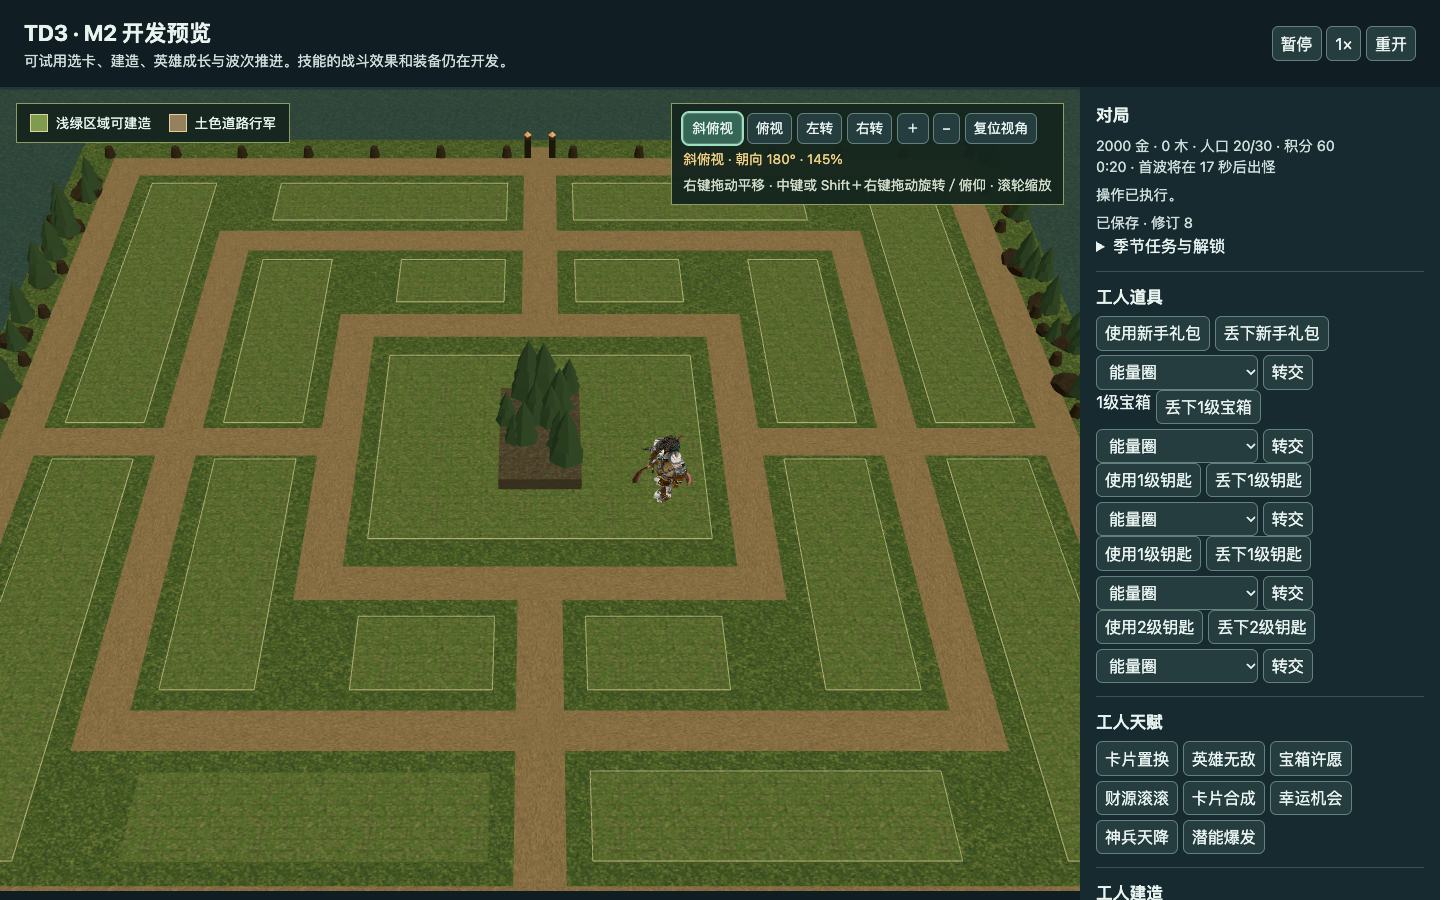 TD3 · M2 开发预览
可试用选卡、建造、英雄成长与波次推进。技能的战斗效果和装备仍在开发。
暂停 1× 重开
浅绿区域可建造 土色道路行军
斜俯视 俯视 左转 右转 + − 复位视角
斜俯视 · 朝向 180° · 145%
右键拖动平移 · 中键或 Shift+右键拖动旋转 / 俯仰 · 滚轮缩放
对局
2000 金 · 0 木 · 人口 20/30 · 积分 60
0:20 · 首波将在 17 秒后出怪
操作已执行。
已保存 · 修订 8
季节任务与解锁
工人道具
使用新手礼包 丢下新手礼包
能量圈 转交
1级宝箱 丢下1级宝箱
能量圈 转交
使用1级钥匙 丢下1级钥匙
能量圈 转交
使用1级钥匙 丢下1级钥匙
能量圈 转交
使用2级钥匙 丢下2级钥匙
能量圈 转交
工人天赋
卡片置换 英雄无敌 宝箱许愿
财源滚滚 卡片合成 幸运机会
神兵天降 潜能爆发
工人建造